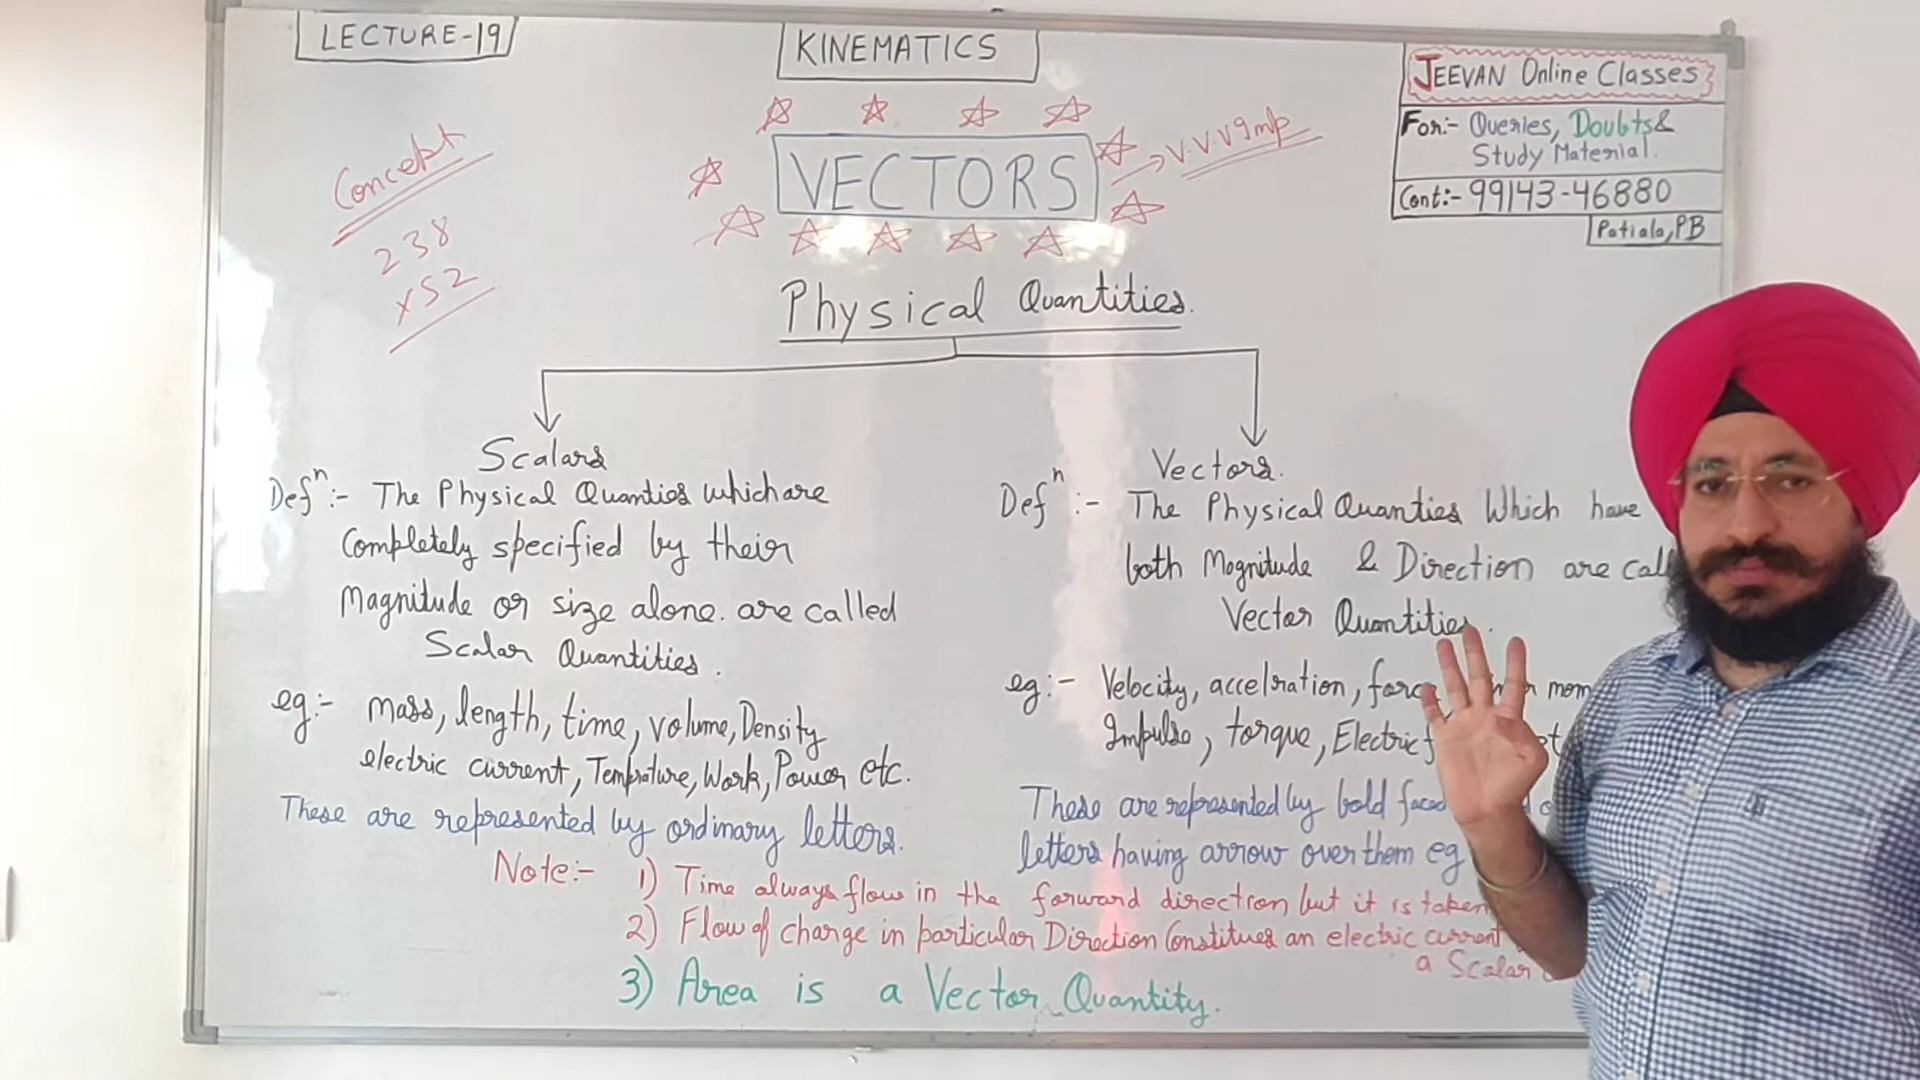 LECTURE-19
KINEMATICS
JEEVAN Online Classes
For:- Queries, Doubts &
Study Material.
Cont:- 99143-46880
Patiala, PB
Concept
238
x52
VECTORS
V.V.V Imp
Physical Quantities.
Scalars
Defn:- The Physical Quanties which are
Completely specified by their
Magnitude or size alone. are called
Scalar Quantities.
eg:- mass, length, time, volume, Density
electric current, Temprature, Work, Power etc.
These are represented by ordinary letters.
Vectors.
Defn:- The Physical Quanties Which have
both Magnitude & Direction are call
Vector Quantities.
eg:- Velocity, accelration, force mom
Impulse, torque, Electric
These are represented by bold faced
letters having arrow over them eg
Note:- 1) Time always flow in the forward direction but it is taken
2) Flow of charge in particular Direction Constitues an electric current
a Scalar
3) Area is a Vector Quantity.